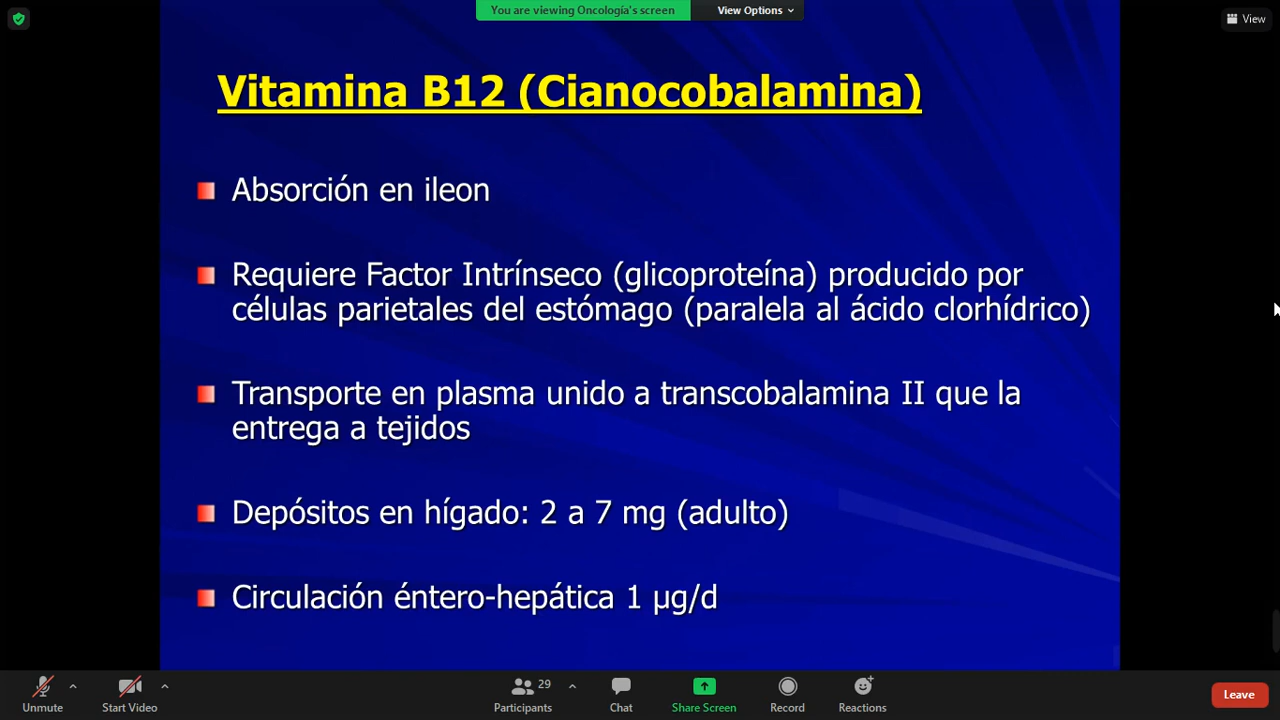 You are viewing Oncología's screen
View Options
View
Vitamina B12 (Cianocobalamina)
Absorción en ileon
Requiere Factor Intrínseco (glicoproteína) producido por
células parietales del estómago (paralela al ácido clorhídrico)
Transporte en plasma unido a transcobalamina II que la
entrega a tejidos
Depósitos en hígado: 2 a 7 mg (adulto)
Circulación éntero-hepática 1 µg/d
Unmute
Start Video
29
Participants
Chat
Share Screen
Record
Reactions
Leave